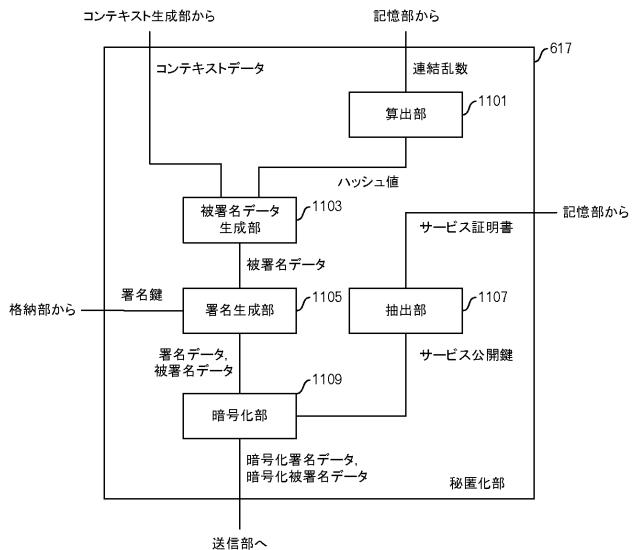 コンテキスト生成部から
記憶部から
617
コンテキストデータ
連結乱数
1101
算出部
ハッシュ値
1103
被署名データ
生成部
サービス証明書
記憶部から
被署名データ
署名鍵
格納部から
1105
署名生成部
1107
抽出部
署名データ,
被署名データ
サービス公開鍵
1109
暗号化部
暗号化署名データ,
暗号化被署名データ
秘匿化部
送信部へ